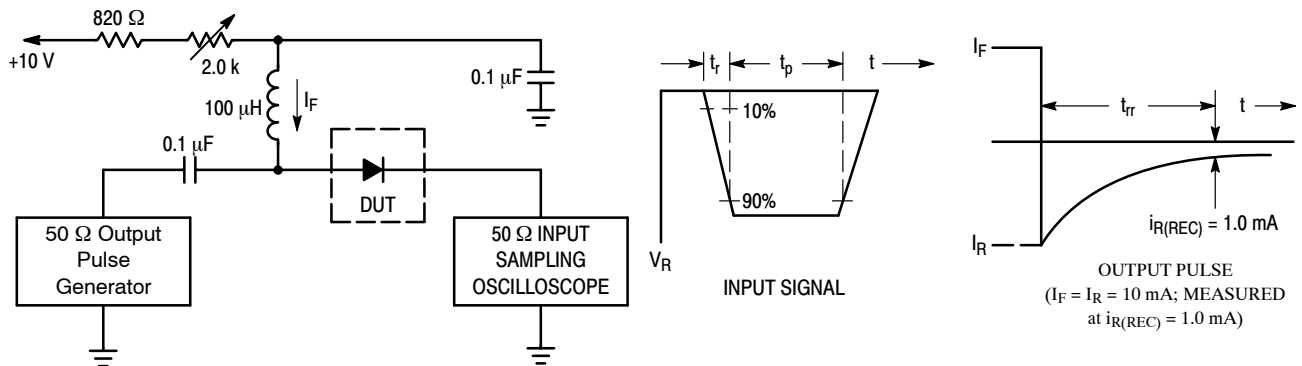 820 Ω
+10 V
2.0 k
0.1 μF
100 μH
I_F
0.1 μF
DUT
50 Ω Output
Pulse
Generator
50 Ω INPUT
SAMPLING
OSCILLOSCOPE
t_r
t_p
t
10%
90%
V_R
INPUT SIGNAL
I_F
t_rr
t
i_R(REC) = 1.0 mA
I_R
OUTPUT PULSE
(I_F = I_R = 10 mA; MEASURED
at i_R(REC) = 1.0 mA)